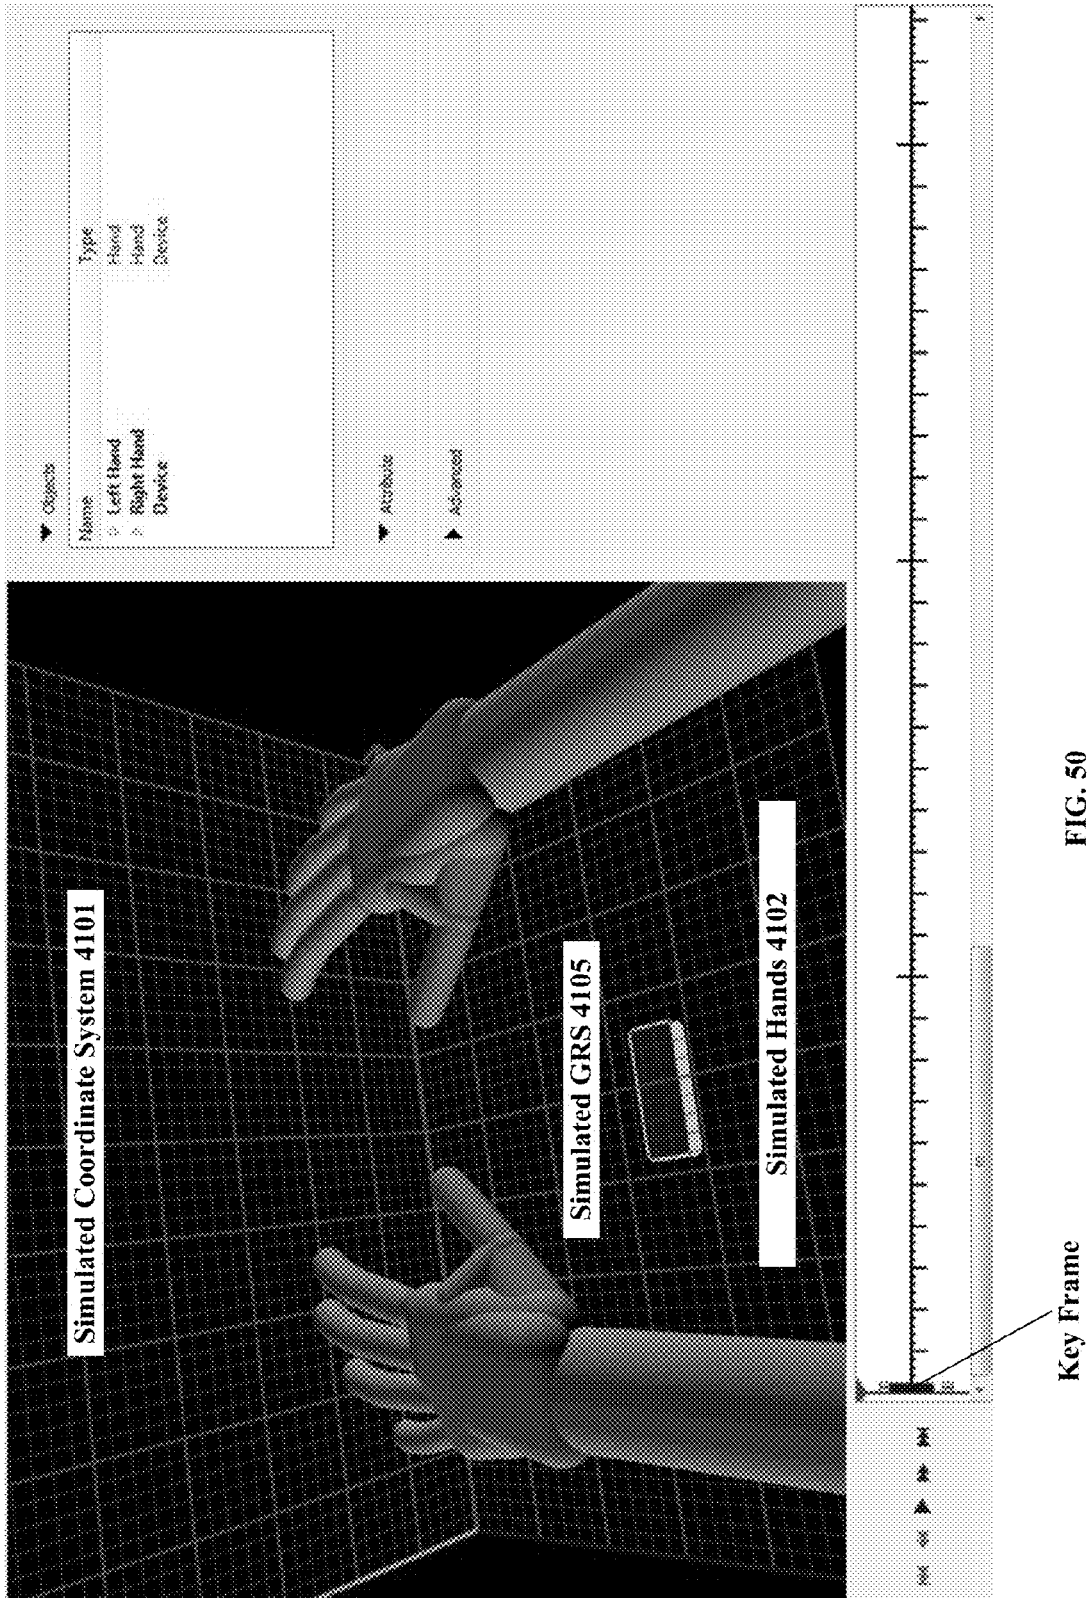 Simulated Coordinate System 4101
Simulated GRS 4105
Simulated Hands 4102
Objects
Name Type
Left Hand Hand
Right Hand Hand
Device Device
Attribute
Advanced
Key Frame
FIG. 50